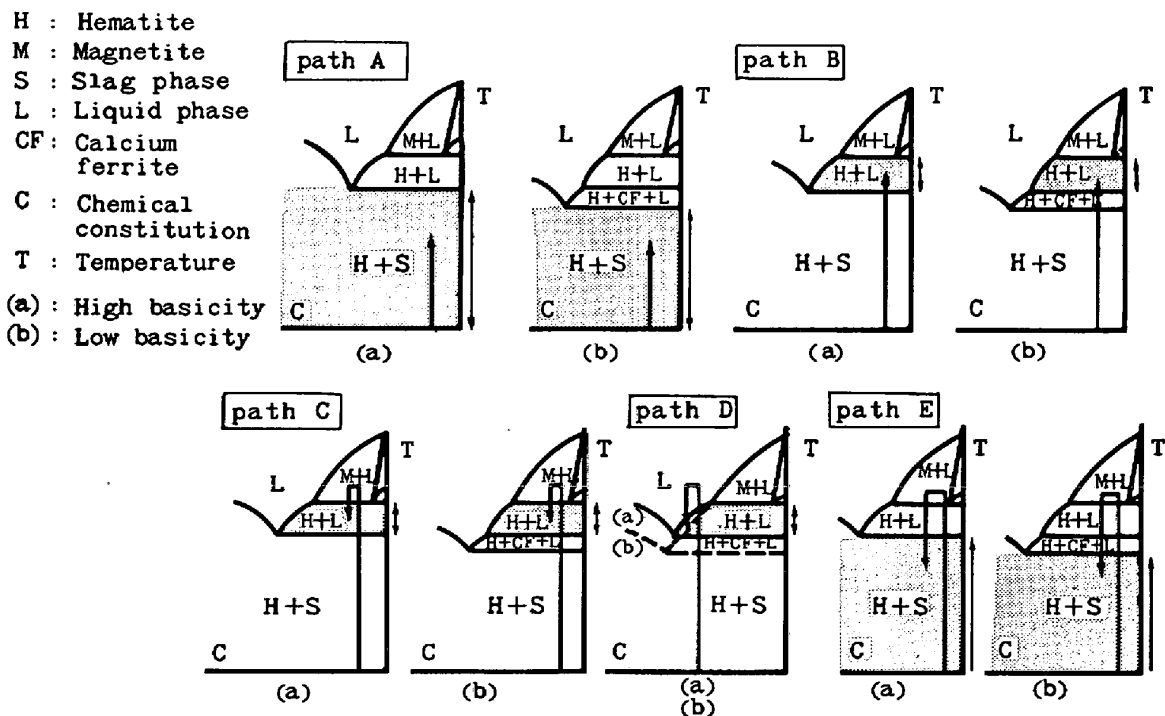 H : Hematite
M : Magnetite
S : Slag phase
L : Liquid phase
CF: Calcium
ferrite
C : Chemical
constitution
T : Temperature
(a): High basicity
(b): Low basicity
path A
T
L
M+L
H+L
H+S
C
(a)
T
L
M+L
H+L
H+CF+L
H+S
C
(b)
path B
T
L
M+L
H+L
H+S
C
(a)
T
L
M+L
H+L
H+CF+L
H+S
C
(b)
path C
T
L
M+L
H+L
H+S
C
(a)
T
L
M+L
H+L
H+CF+L
H+S
C
(b)
path D
T
L
M+L
(a)
H+L
(b)
H+CF+L
H+S
C
(a)
(b)
path E
T
L
M+L
H+L
H+S
C
(a)
T
L
M+L
H+L
H+CF+L
H+S
C
(b)